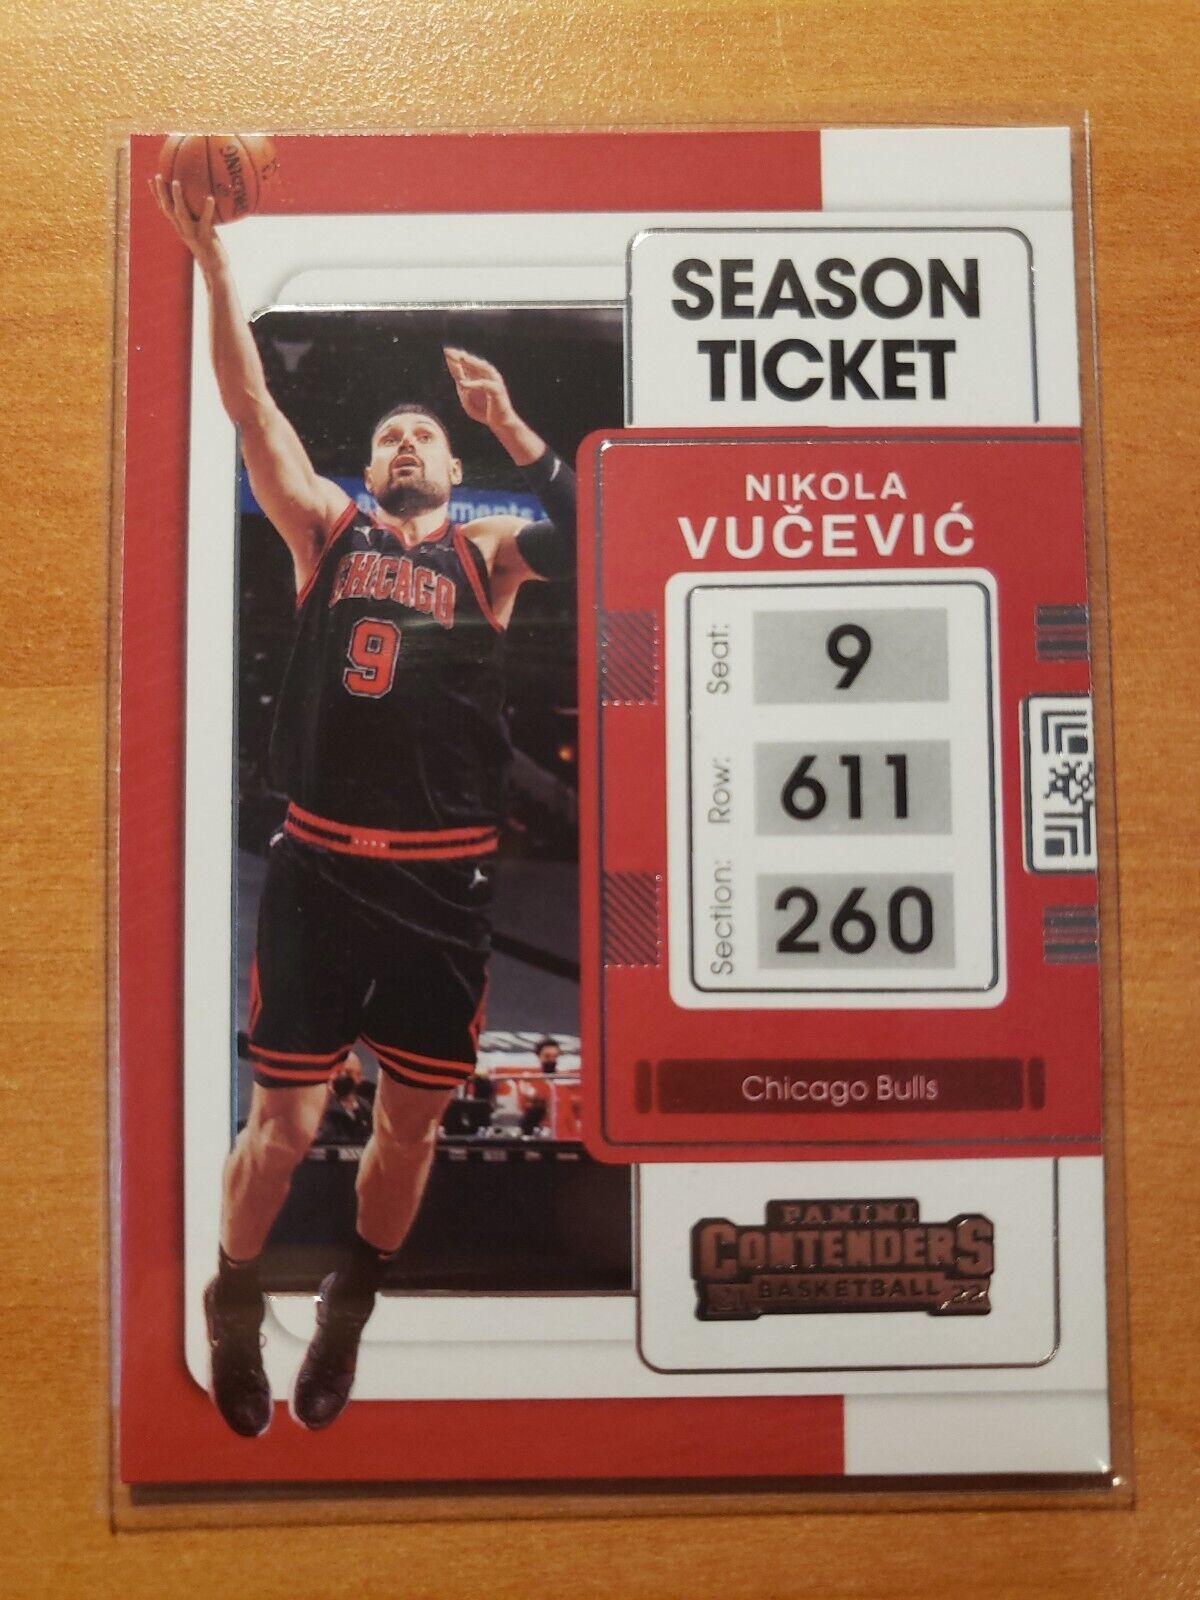 SPALDING
SEASON
TICKET
NIKOLA
VUČEVIĆ
CHICAGO
9
Seat: 9
Row: 611
Section: 260
Chicago Bulls
PANINI
CONTENDERS
21 BASKETBALL 22